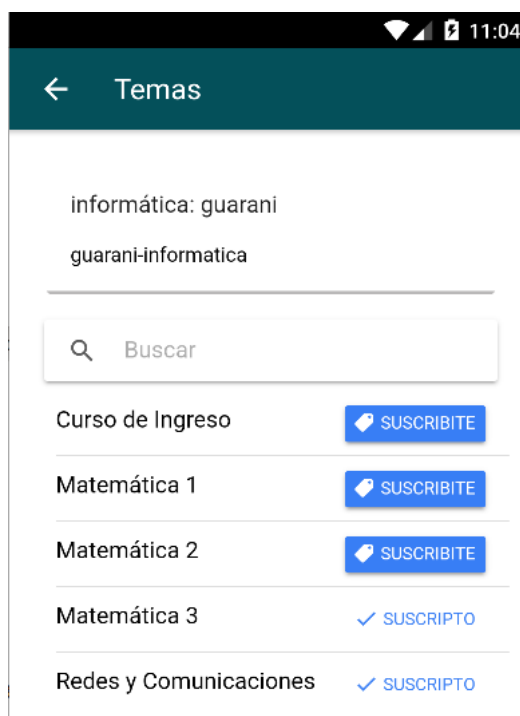 11:04
Temas
informática: guarani
guarani-informatica
Buscar
Curso de Ingreso SUSCRIBITE
Matemática 1 SUSCRIBITE
Matemática 2 SUSCRIBITE
Matemática 3 SUSCRIPTO
Redes y Comunicaciones SUSCRIPTO